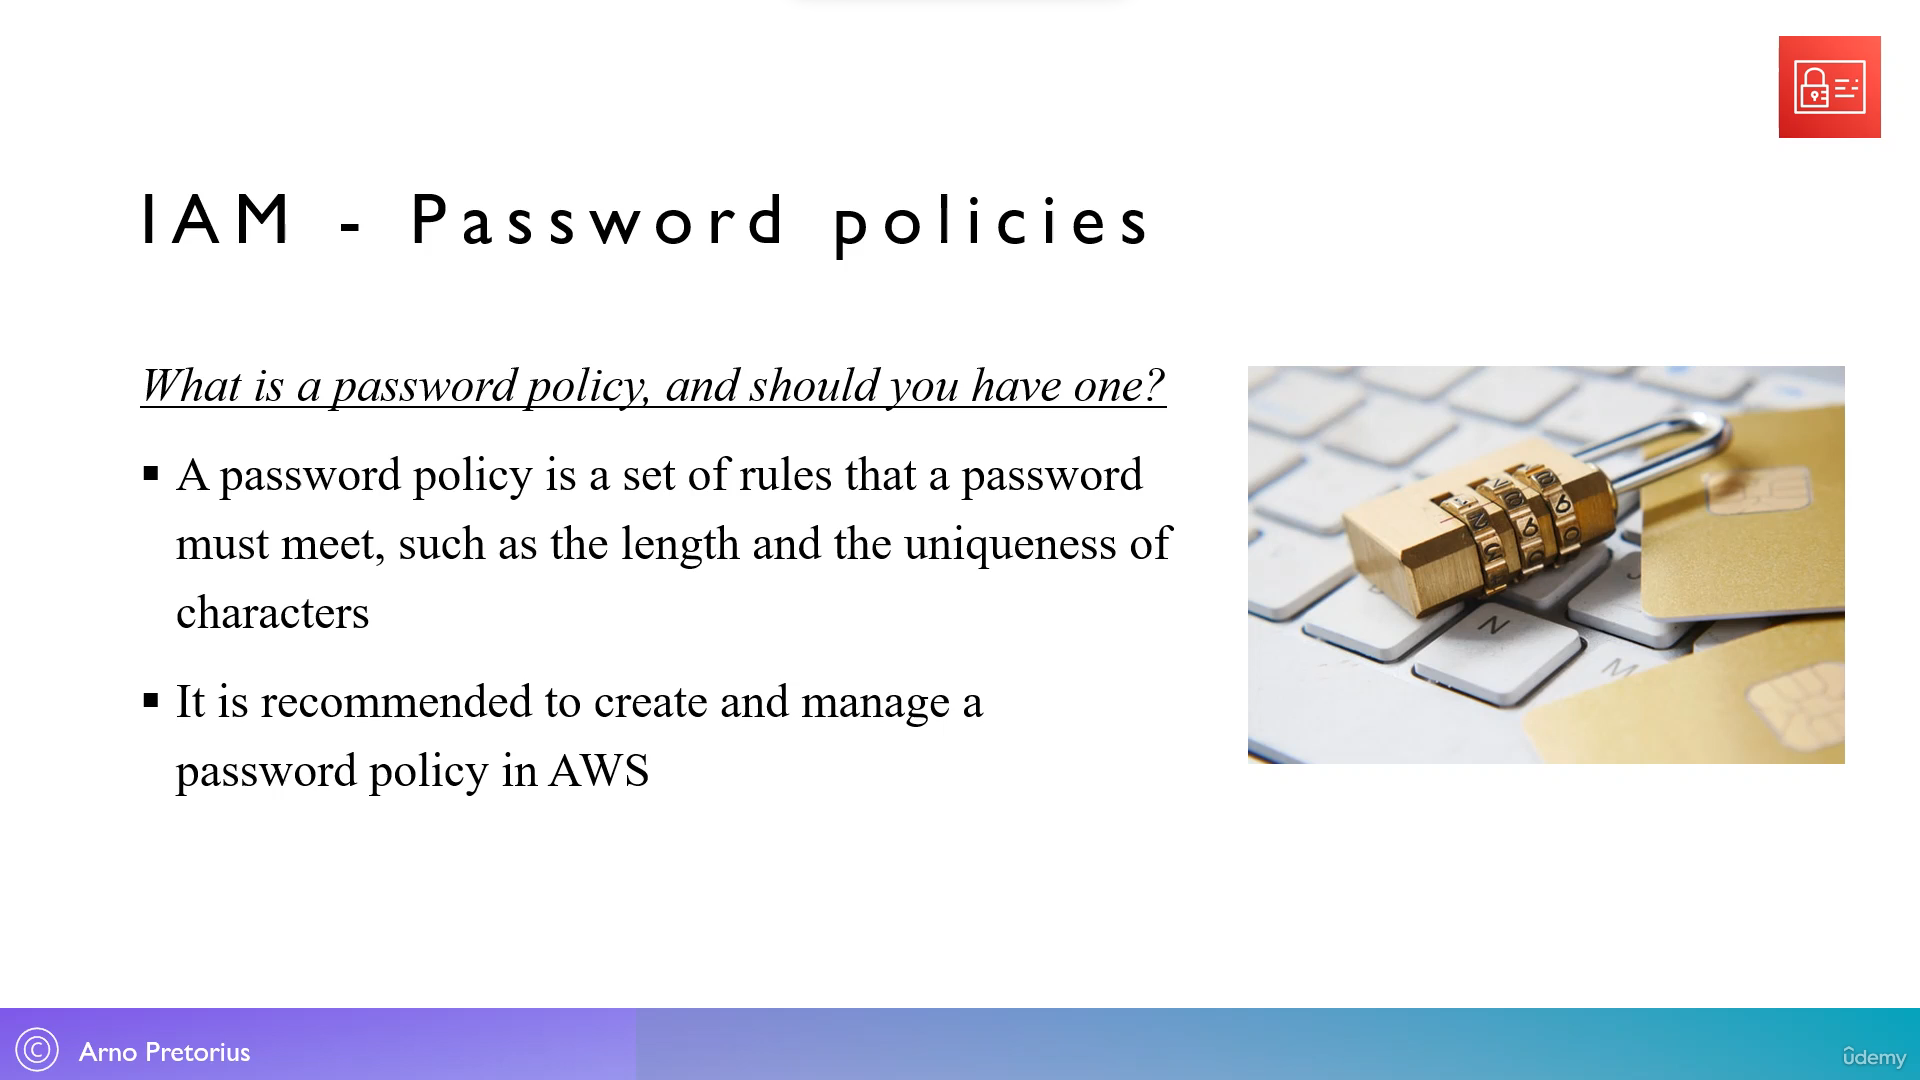 IAM - Password policies
What is a password policy, and should you have one?
▪ A password policy is a set of rules that a password
must meet, such as the length and the uniqueness of
characters
▪ It is recommended to create and manage a
password policy in AWS
N
M
© Arno Pretorius
ûdemy